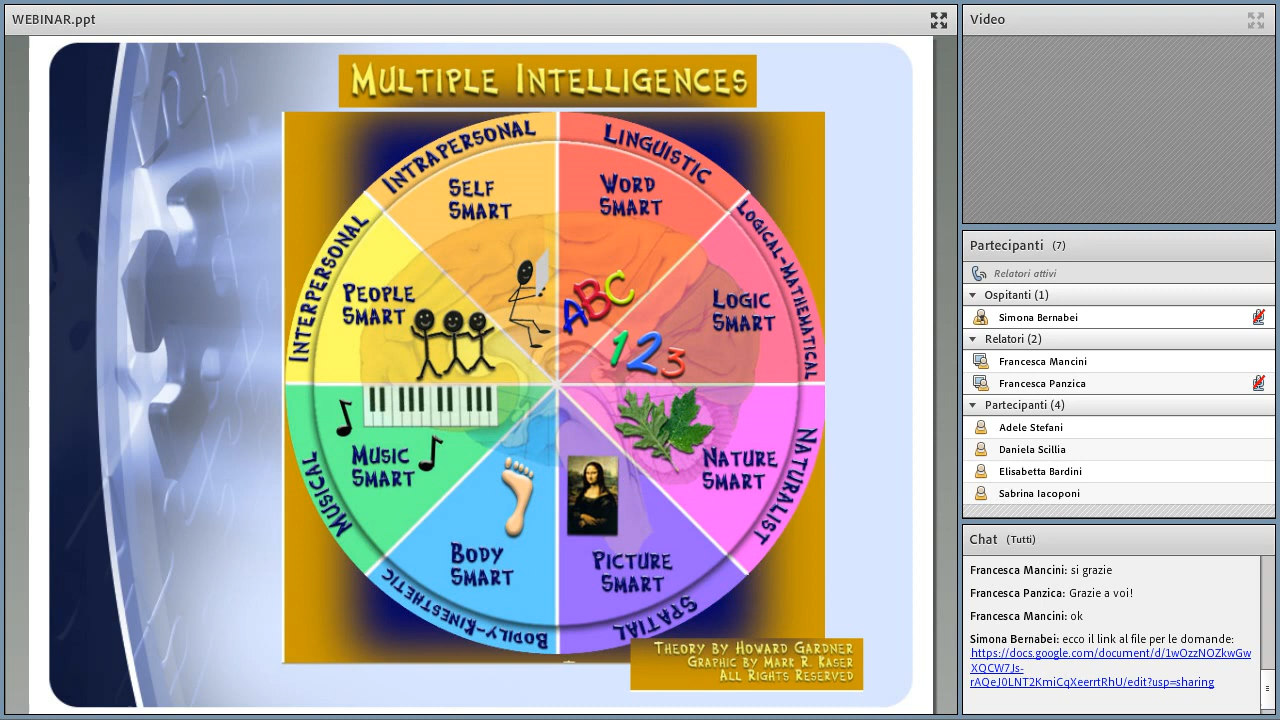 WEBINAR.ppt
MULTIPLE INTELLIGENCES
INTRAPERSONAL
SELF
SMART
LINGUISTIC
WORD
SMART
LOGICAL-MATHEMATICAL
LOGIC
SMART
INTERPERSONAL
PEOPLE
SMART
ABC
123
MUSICAL
MUSIC
SMART
NATURALIST
NATURE
SMART
BODILY-KINESTHETIC
BODY
SMART
SPATIAL
PICTURE
SMART
THEORY BY HOWARD GARDNER
GRAPHIC BY MARK R. KASER
ALL RIGHTS RESERVED
Video
Partecipanti (7)
Relatori attivi
Ospitanti (1)
Simona Bernabei
Relatori (2)
Francesca Mancini
Francesca Panzica
Partecipanti (4)
Adele Stefani
Daniela Scillia
Elisabetta Bardini
Sabrina Iacoponi
Chat (Tutti)
Francesca Mancini: si grazie
Francesca Panzica: Grazie a voi!
Francesca Mancini: ok
Simona Bernabei: ecco il link al file per le domande:
https://docs.google.com/document/d/1wOzzNOZkwGw
XQCW7Js-
rAQeJ0LNT2KmiCqXeerrtRhU/edit?usp=sharing